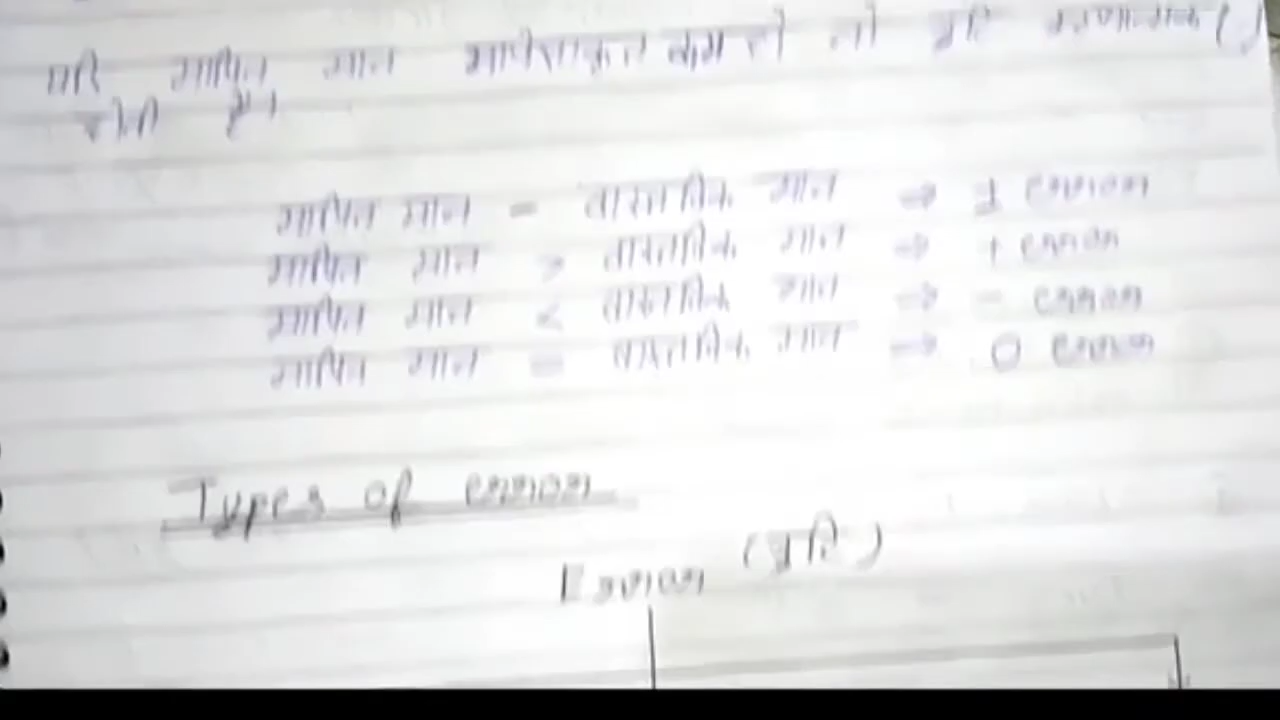 यदि मापित मान अपेक्षाकृत कम हो तो त्रुटि ऋणात्मक (-)
होती है।
मापित मान - वास्तविक मान ⇒ ± error
मापित मान > वास्तविक मान ⇒ + error
मापित मान < वास्तविक मान ⇒ - error
मापित मान = वास्तविक मान ⇒ 0 error
Types of error
Error (त्रुटि)